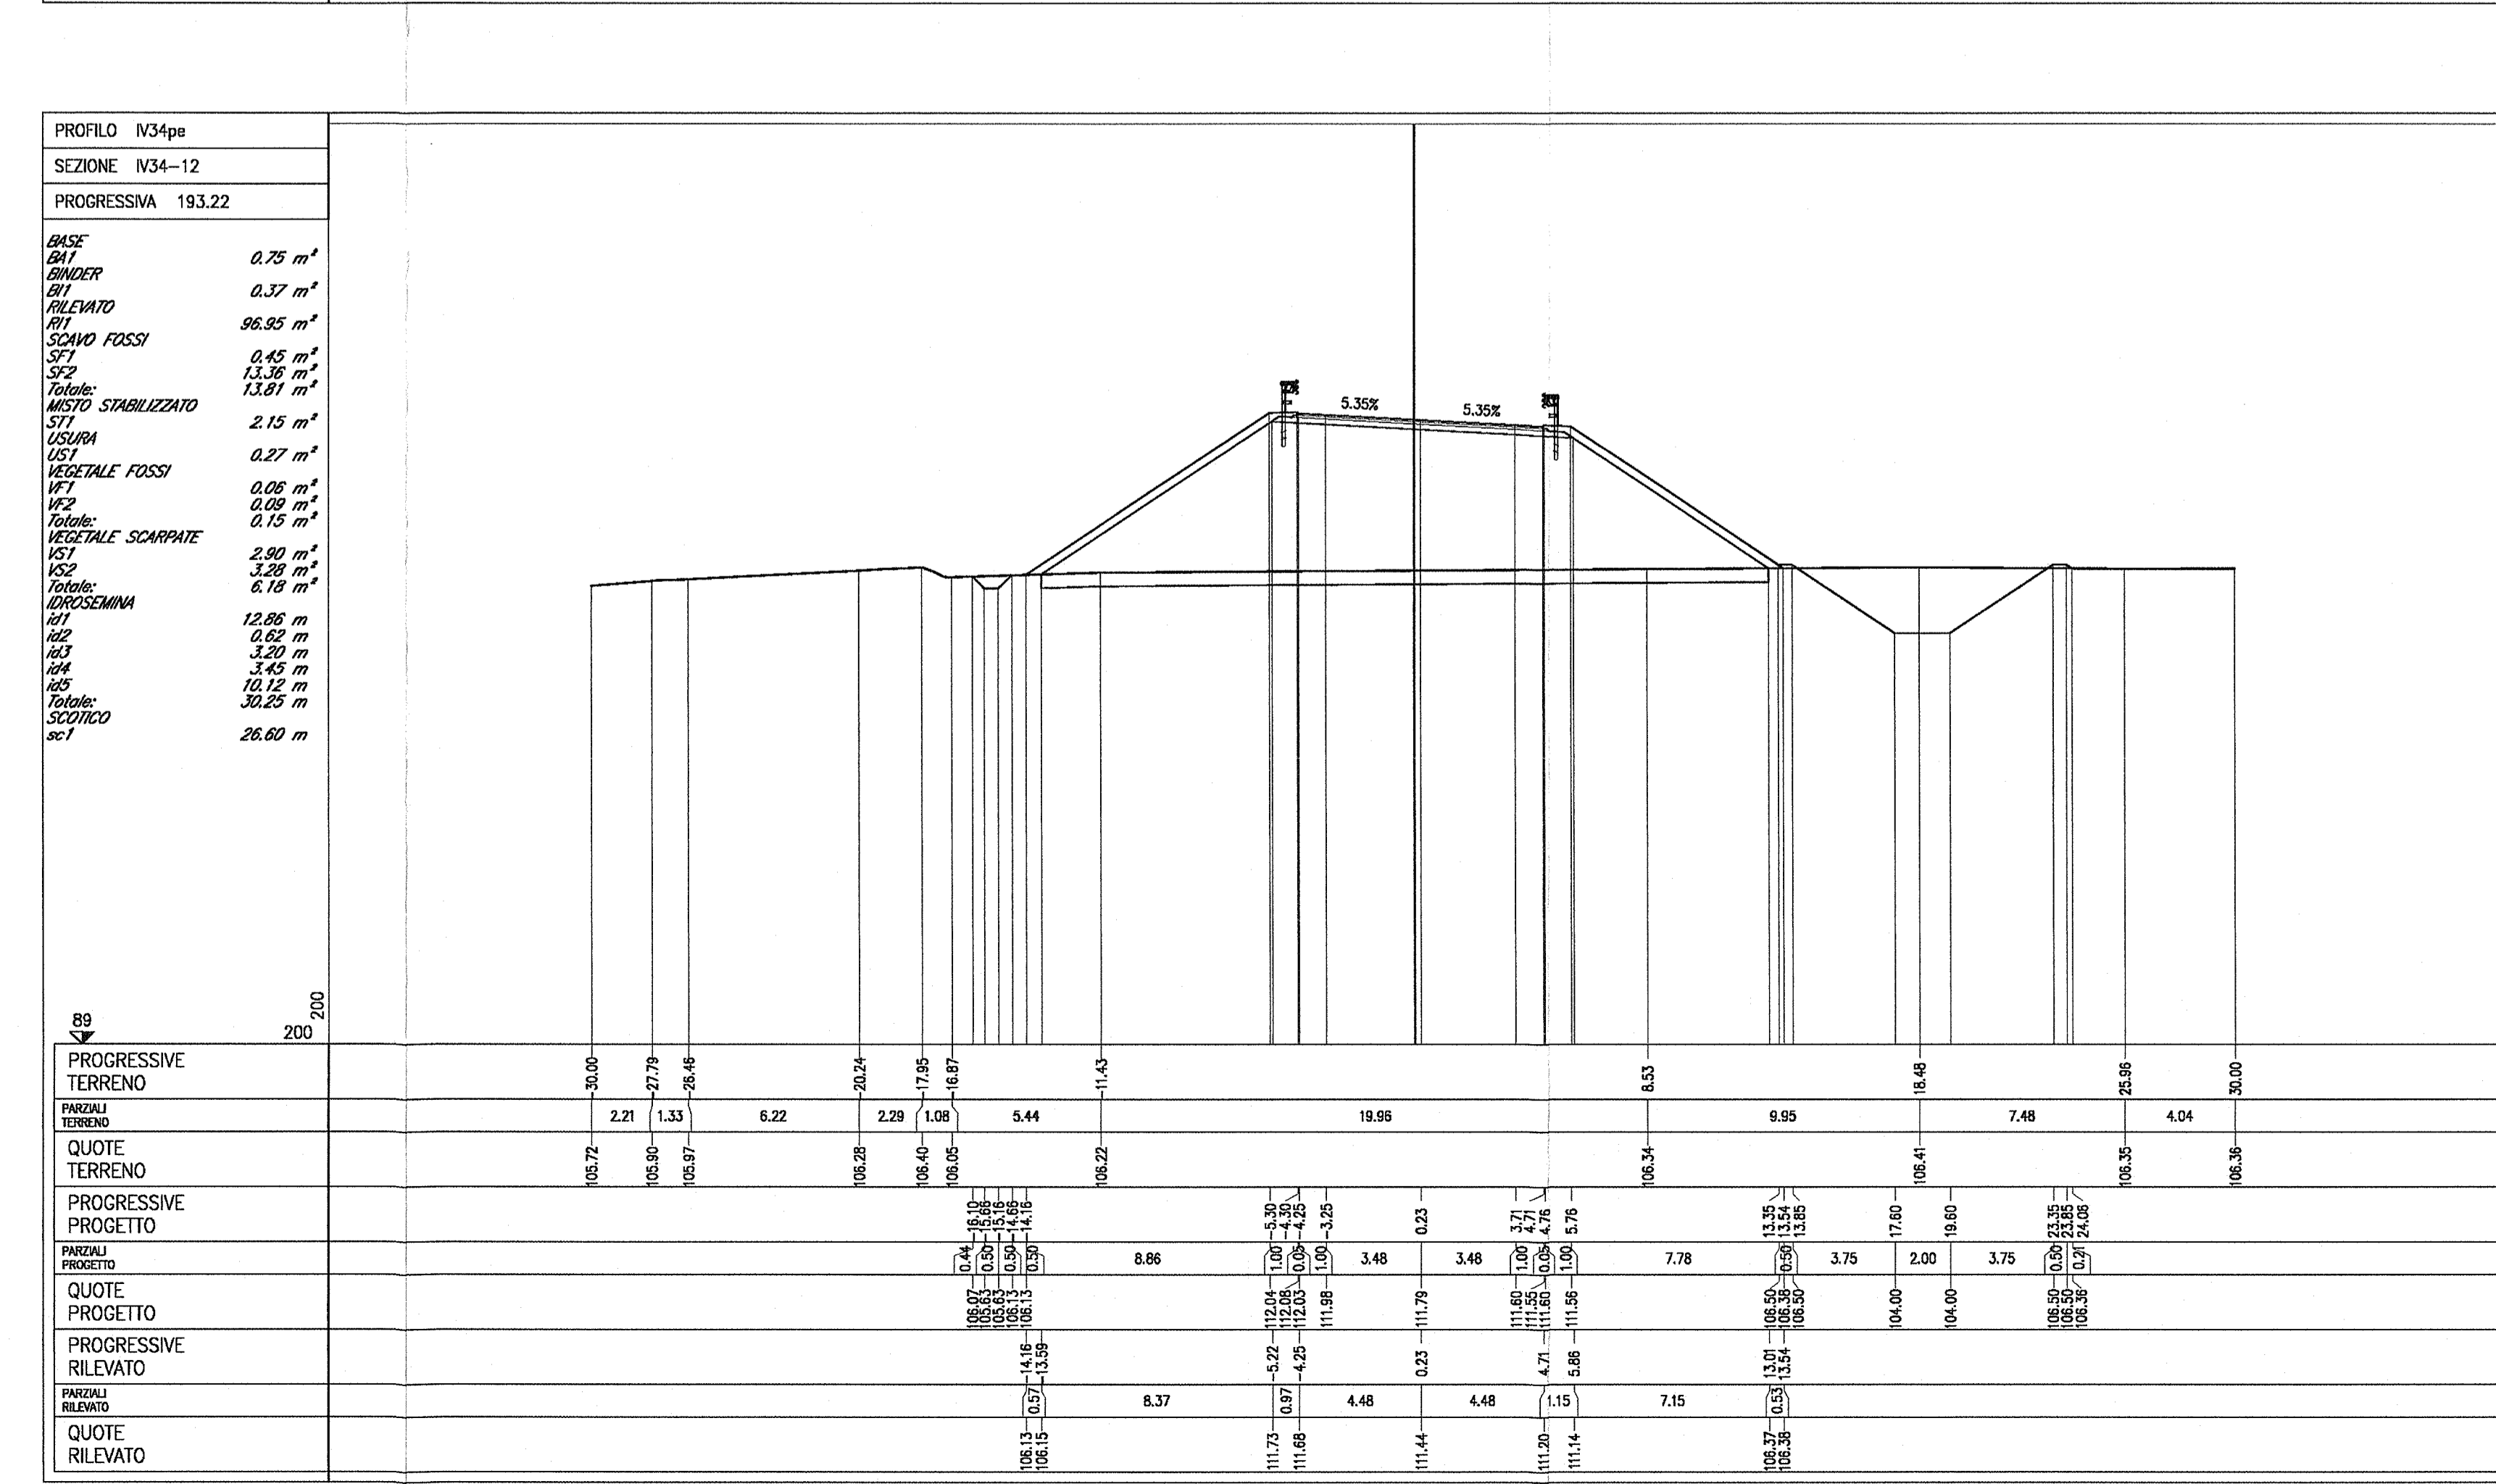 PROFILO IV34pe
SEZIONE IV34-12
PROGRESSIVA 193.22
BASE
BA1 0.75 m²
BINDER
BI1 0.37 m²
RILEVATO
RI1 96.95 m²
SCAVO FOSSI
SF1 0.45 m²
SF2 13.36 m²
Totale: 13.81 m²
MISTO STABILIZZATO
ST1 2.15 m²
USURA
US1 0.27 m²
VEGETALE FOSSI
VF1 0.06 m²
VF2 0.09 m²
Totale: 0.15 m²
VEGETALE SCARPATE
VS1 2.90 m²
VS2 3.28 m²
Totale: 6.18 m²
IDROSEMINA
id1 12.86 m
id2 0.62 m
id3 3.20 m
id4 3.45 m
id5 10.12 m
Totale: 30.25 m
SCOTICO
sc1 26.60 m
5.35% 5.35%
89 200 200
PROGRESSIVE TERRENO -30.00 -27.79 -26.46 -20.24 -17.95 -16.87 -11.43 8.53 18.48 25.96 30.00
PARZIALI TERRENO 2.21 1.33 6.22 2.29 1.08 5.44 19.96 9.95 7.48 4.04
QUOTE TERRENO 105.72 105.90 105.97 106.28 106.40 106.05 106.22 106.34 106.41 106.35 106.36
PROGRESSIVE PROGETTO -16.10 -15.66 -15.16 -14.66 -14.16 -5.30 -4.30 -4.25 -3.25 0.23 3.71 4.71 4.76 5.76 13.35 13.54 13.85 17.60 19.60 23.35 23.85 24.06
PARZIALI PROGETTO 0.44 0.50 0.50 0.50 8.86 1.00 0.05 1.00 3.48 3.48 1.00 0.05 1.00 7.78 0.50 3.75 2.00 3.75 0.50 0.21
QUOTE PROGETTO 106.07 105.63 105.63 106.13 106.13 112.04 112.08 112.03 111.98 111.79 111.60 111.55 111.60 111.56 106.50 106.38 106.50 104.00 104.00 106.50 106.50 106.36
PROGRESSIVE RILEVATO -14.16 -13.59 -5.22 -4.25 0.23 4.71 5.86 13.01 13.54
PARZIALI RILEVATO 0.57 8.37 0.97 4.48 4.48 1.15 7.15 0.53
QUOTE RILEVATO 106.13 106.15 111.73 111.68 111.44 111.20 111.14 106.37 106.38